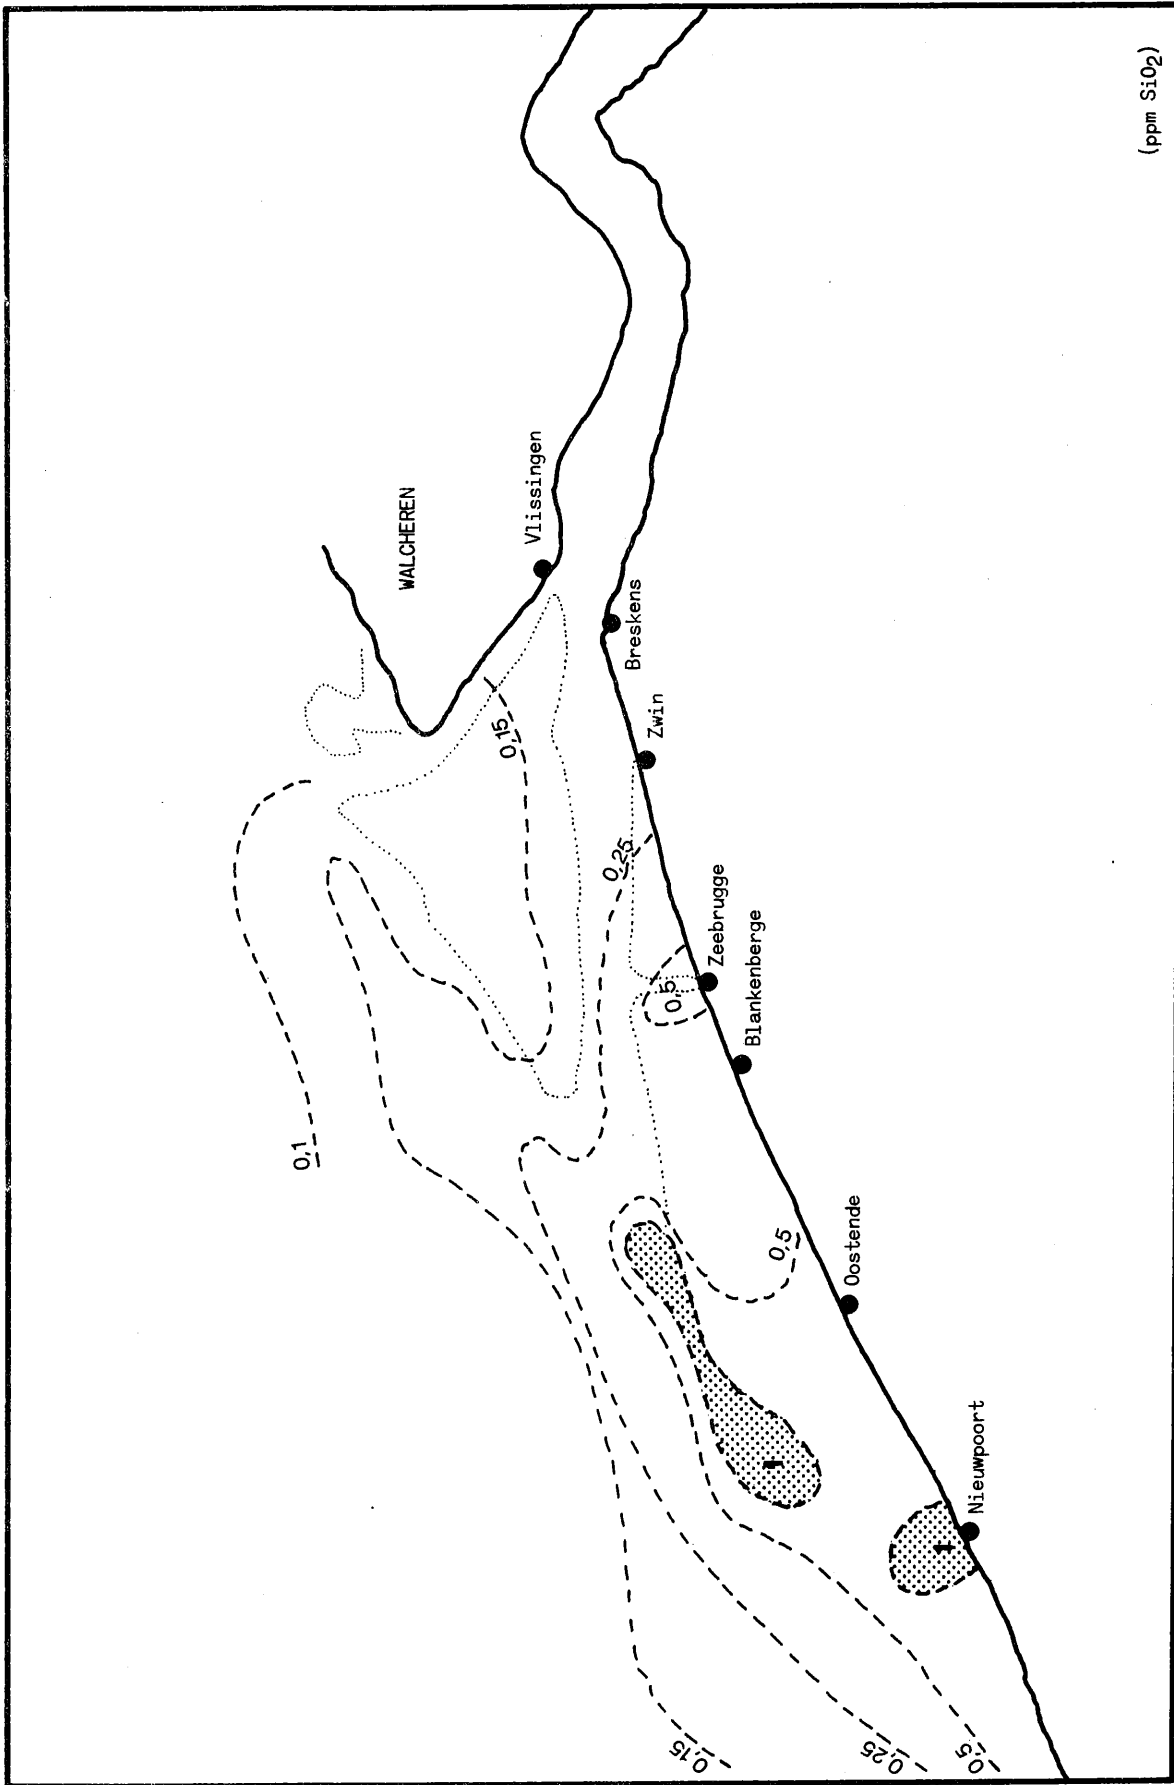 (ppm SiO2)
WALCHEREN
Vlissingen
Breskens
Zwin
Zeebrugge
Blankenberge
Oostende
Nieuwpoort
0,1
0,15
0,25
0,5
0,5
1
1
0,15
0,25
0,5